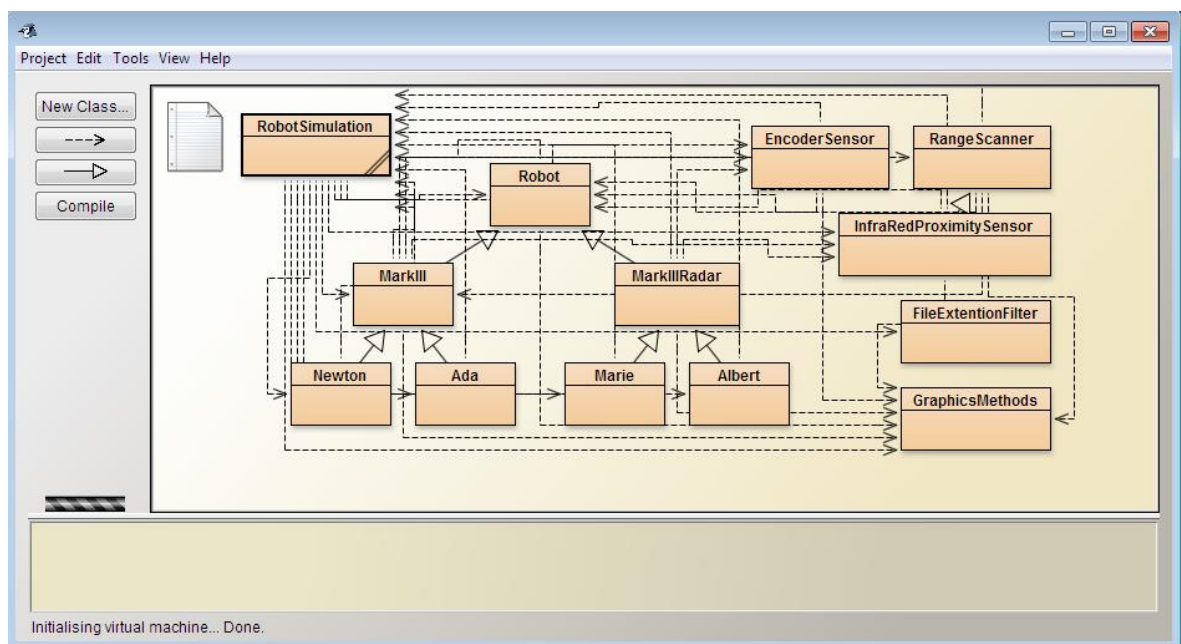 Project Edit Tools View Help
New Class...
Compile
RobotSimulation
EncoderSensor
RangeScanner
Robot
InfraRedProximitySensor
MarkIII
MarkIIIRadar
FileExtentionFilter
Newton
Ada
Marie
Albert
GraphicsMethods
Initialising virtual machine... Done.